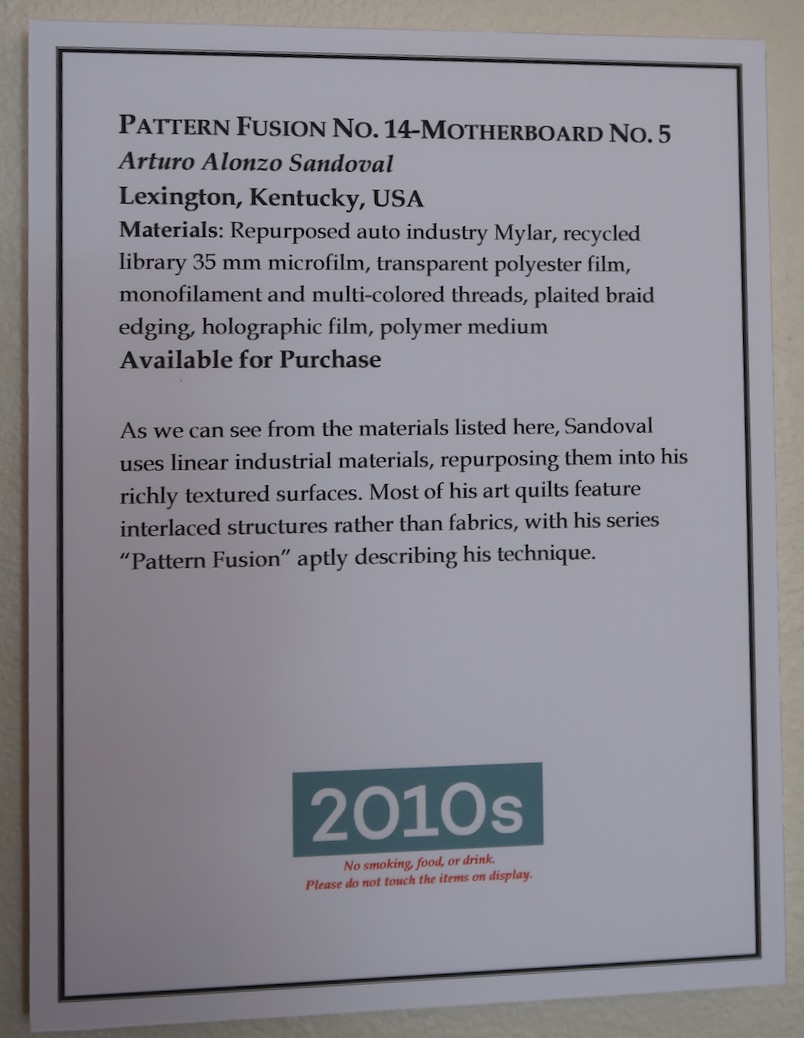 PATTERN FUSION NO. 14-MOTHERBOARD NO. 5
Arturo Alonzo Sandoval
Lexington, Kentucky, USA
Materials: Repurposed auto industry Mylar, recycled
library 35 mm microfilm, transparent polyester film,
monofilament and multi-colored threads, plaited braid
edging, holographic film, polymer medium
Available for Purchase
As we can see from the materials listed here, Sandoval
uses linear industrial materials, repurposing them into his
richly textured surfaces. Most of his art quilts feature
interlaced structures rather than fabrics, with his series
“Pattern Fusion” aptly describing his technique.
2010s
No smoking, food, or drink.
Please do not touch the items on display.